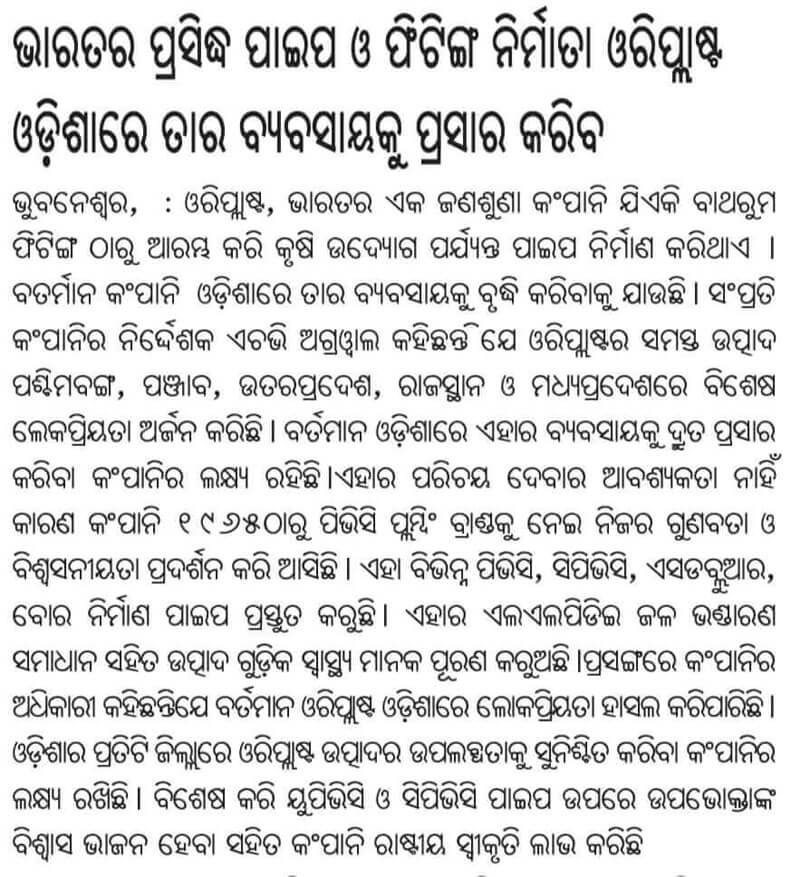 ଭାରତର ପ୍ରସିଦ୍ଧ ପାଇପ ଓ ଫିଟିଙ୍ଗ ନିର୍ମାତା ଓରିପ୍ଲାଷ୍ଟ
ଓଡ଼ିଶାରେ ତାର ବ୍ୟବସାୟକୁ ପ୍ରସାର କରିବ
ଭୁବନେଶ୍ୱର, : ଓରିପ୍ଲାଷ୍ଟ, ଭାରତର ଏକ ଜଣଶୁଣା କଂପାନି ଯିଏକି ବାଥରୁମ
ଫିଟିଙ୍ଗ ଠାରୁ ଆରମ୍ଭ କରି କୃଷି ଉଦ୍ୟୋଗ ପର୍ଯ୍ୟନ୍ତ ପାଇପ ନିର୍ମାଣ କରିଥାଏ ।
ବତର୍ମାନ କଂପାନି ଓଡ଼ିଶାରେ ତାର ବ୍ୟବସାୟକୁ ବୃଦ୍ଧି କରିବାକୁ ଯାଉଛି । ସଂପ୍ରତି
କଂପାନିର ନିର୍ଦ୍ଦେଶକ ଏଚଭି ଅଗ୍ରୱାଲ କହିଛନ୍ତି ଯେ ଓରିପ୍ଲାଷ୍ଟର ସମସ୍ତ ଉତ୍ପାଦ
ପଶ୍ଚିମବଙ୍ଗ, ପଞ୍ଜାବ, ଉତରପ୍ରଦେଶ, ରାଜସ୍ଥାନ ଓ ମଧ୍ୟପ୍ରଦେଶରେ ବିଶେଷ
ଲେକପ୍ରିୟତା ଅର୍ଜନ କରିଛି । ବର୍ତମାନ ଓଡ଼ିଶାରେ ଏହାର ବ୍ୟବସାୟକୁ ଦ୍ରୁତ ପ୍ରସାର
କରିବା କଂପାନିର ଲକ୍ଷ୍ୟ ରହିଛି ।ଏହାର ପରିଚୟ ଦେବାର ଆବଶ୍ୟକତା ନାହିଁ
କାରଣ କଂପାନି ୧୯୬୫ଠାରୁ ପିଭିସି ପ୍ଲମ୍ବିଂ ବ୍ରାଣ୍ଡକୁ ନେଇ ନିଜର ଗୁଣବତା ଓ
ବିଶ୍ୱସନୀୟତା ପ୍ରଦର୍ଶନ କରି ଆସିଛି । ଏହା ବିଭିନ୍ନ ପିଭିସି, ସିପିଭିସି, ଏସଡବ୍ଲୁଆର,
ବୋର ନିର୍ମାଣ ପାଇପ ପ୍ରସ୍ତୁତ କରୁଛି । ଏହାର ଏଲଏଲପିଡିଇ ଜଳ ଭଣ୍ଡାରଣ
ସମାଧାନ ସହିତ ଉତ୍ପାଦ ଗୁଡ଼ିକ ସ୍ୱାସ୍ଥ୍ୟ ମାନକ ପୂରଣ କରୁଅଛି ।ପ୍ରସଙ୍ଗରେ କଂପାନିର
ଅଧିକାରୀ କହିଛନ୍ତିଯେ ବର୍ତମାନ ଓରିପ୍ଲାଷ୍ଟ ଓଡ଼ିଶାରେ ଲୋକପ୍ରିୟତା ହାସଲ କରିପାରିଛି ।
ଓଡ଼ିଶାର ପ୍ରତିଟି ଜିଲ୍ଲାରେ ଓରିପ୍ଲାଷ୍ଟ ଉତ୍ପାଦର ଉପଲବ୍ଧତାକୁ ସୁନିଶ୍ଚିତ କରିବା କଂପାନିର
ଲକ୍ଷ୍ୟ ରଖିଛି । ବିଶେଷ କରି ୟୁପିଭିସି ଓ ସିପିଭିସି ପାଇପ ଉପରେ ଉପଭୋକ୍ତାଙ୍କ
ବିଶ୍ୱାସ ଭାଜନ ହେବା ସହିତ କଂପାନି ରାଷ୍ଟୀୟ ସ୍ୱୀକୃତି ଲାଭ କରିଛି